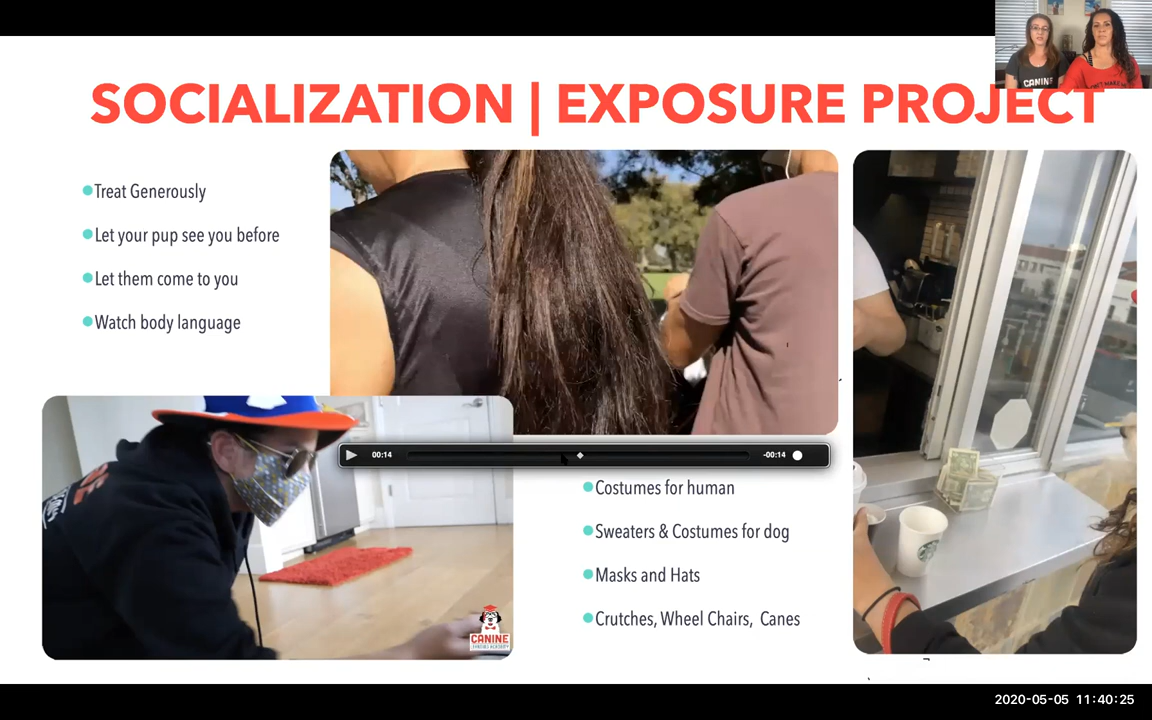 SOCIALIZATION | EXPOSURE PROJECT
CANINE
Treat Generously
Let your pup see you before
Let them come to you
Watch body language
00:14
-00:14
Costumes for human
Sweaters & Costumes for dog
Masks and Hats
Crutches, Wheel Chairs, Canes
CANINE
2020-05-05 11:40:25